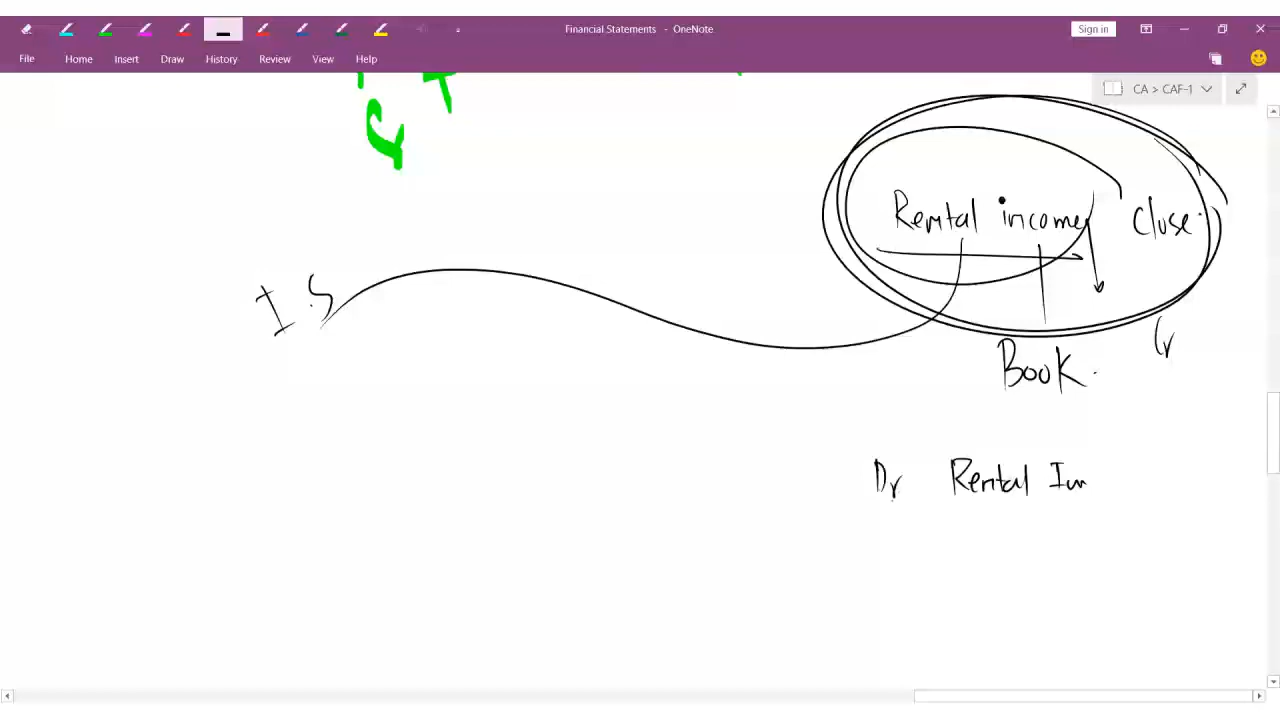 Financial Statements - OneNote
Sign in
File Home Insert Draw History Review View Help
CA > CAF-1
Rental income close.
I.S
Cr
Book.
Dr Rental In